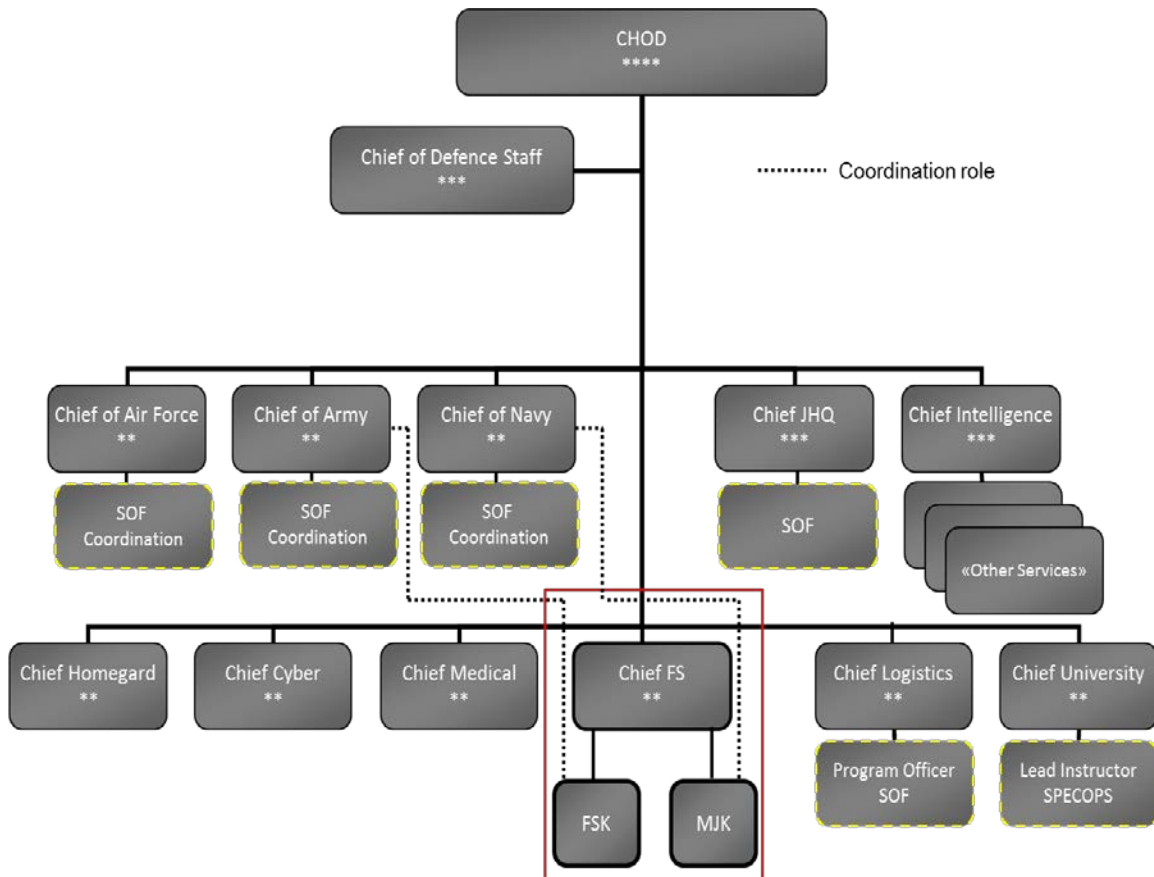 CHOD
****
Chief of Defence Staff
***
Coordination role
Chief of Air Force
**
Chief of Army
**
Chief of Navy
**
Chief JHQ
***
Chief Intelligence
***
SOF
Coordination
SOF
Coordination
SOF
Coordination
SOF
«Other Services»
Chief Homegard
**
Chief Cyber
**
Chief Medical
**
Chief FS
**
Chief Logistics
**
Chief University
**
FSK
MJK
Program Officer
SOF
Lead Instructor
SPECOPS